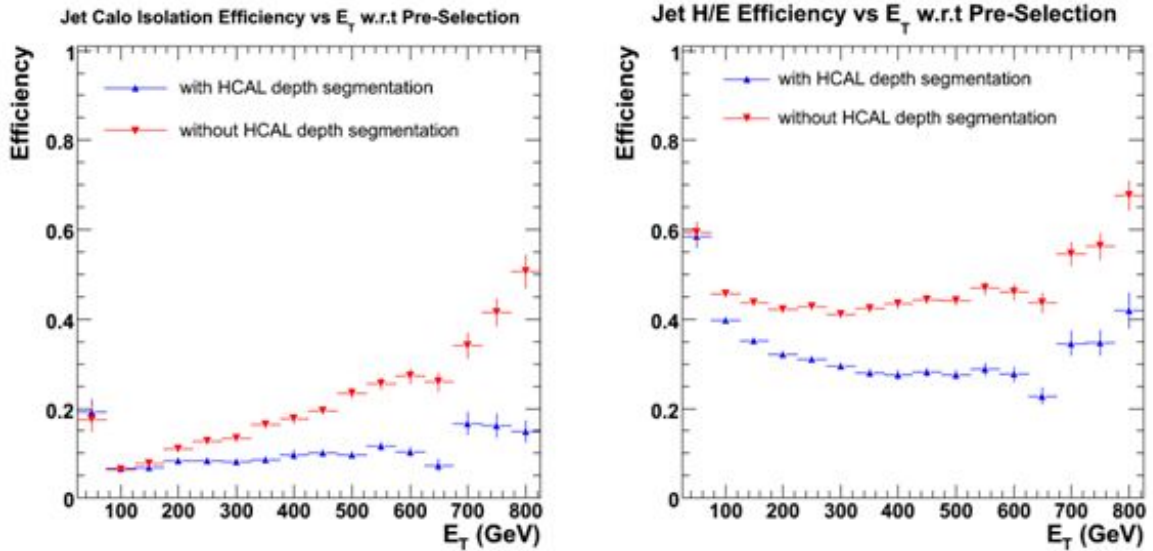 Jet Calo Isolation Efficiency vs E_T w.r.t Pre-Selection
Efficiency
1
0.8
0.6
0.4
0.2
0
with HCAL depth segmentation
without HCAL depth segmentation
100 200 300 400 500 600 700 800
E_T (GeV)
Jet H/E Efficiency vs E_T w.r.t Pre-Selection
Efficiency
1
0.8
0.6
0.4
0.2
0
with HCAL depth segmentation
without HCAL depth segmentation
100 200 300 400 500 600 700 800
E_T (GeV)